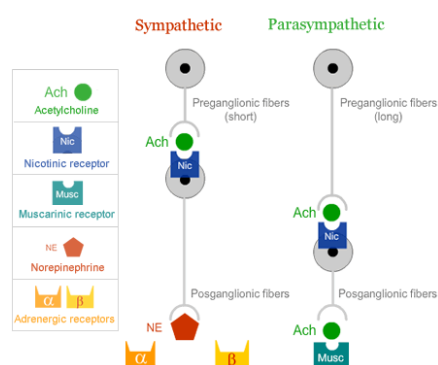 Sympathetic
Parasympathetic
Ach
Acetylcholine
Nic
Nicotinic receptor
Musc
Muscarinic receptor
NE
Norepinephrine
α β
Adrenergic receptors
Preganglionic fibers
(short)
Ach
Nic
Posganglionic fibers
NE
α
β
Preganglionic fibers
(long)
Ach
Nic
Posganglionic fibers
Ach
Musc